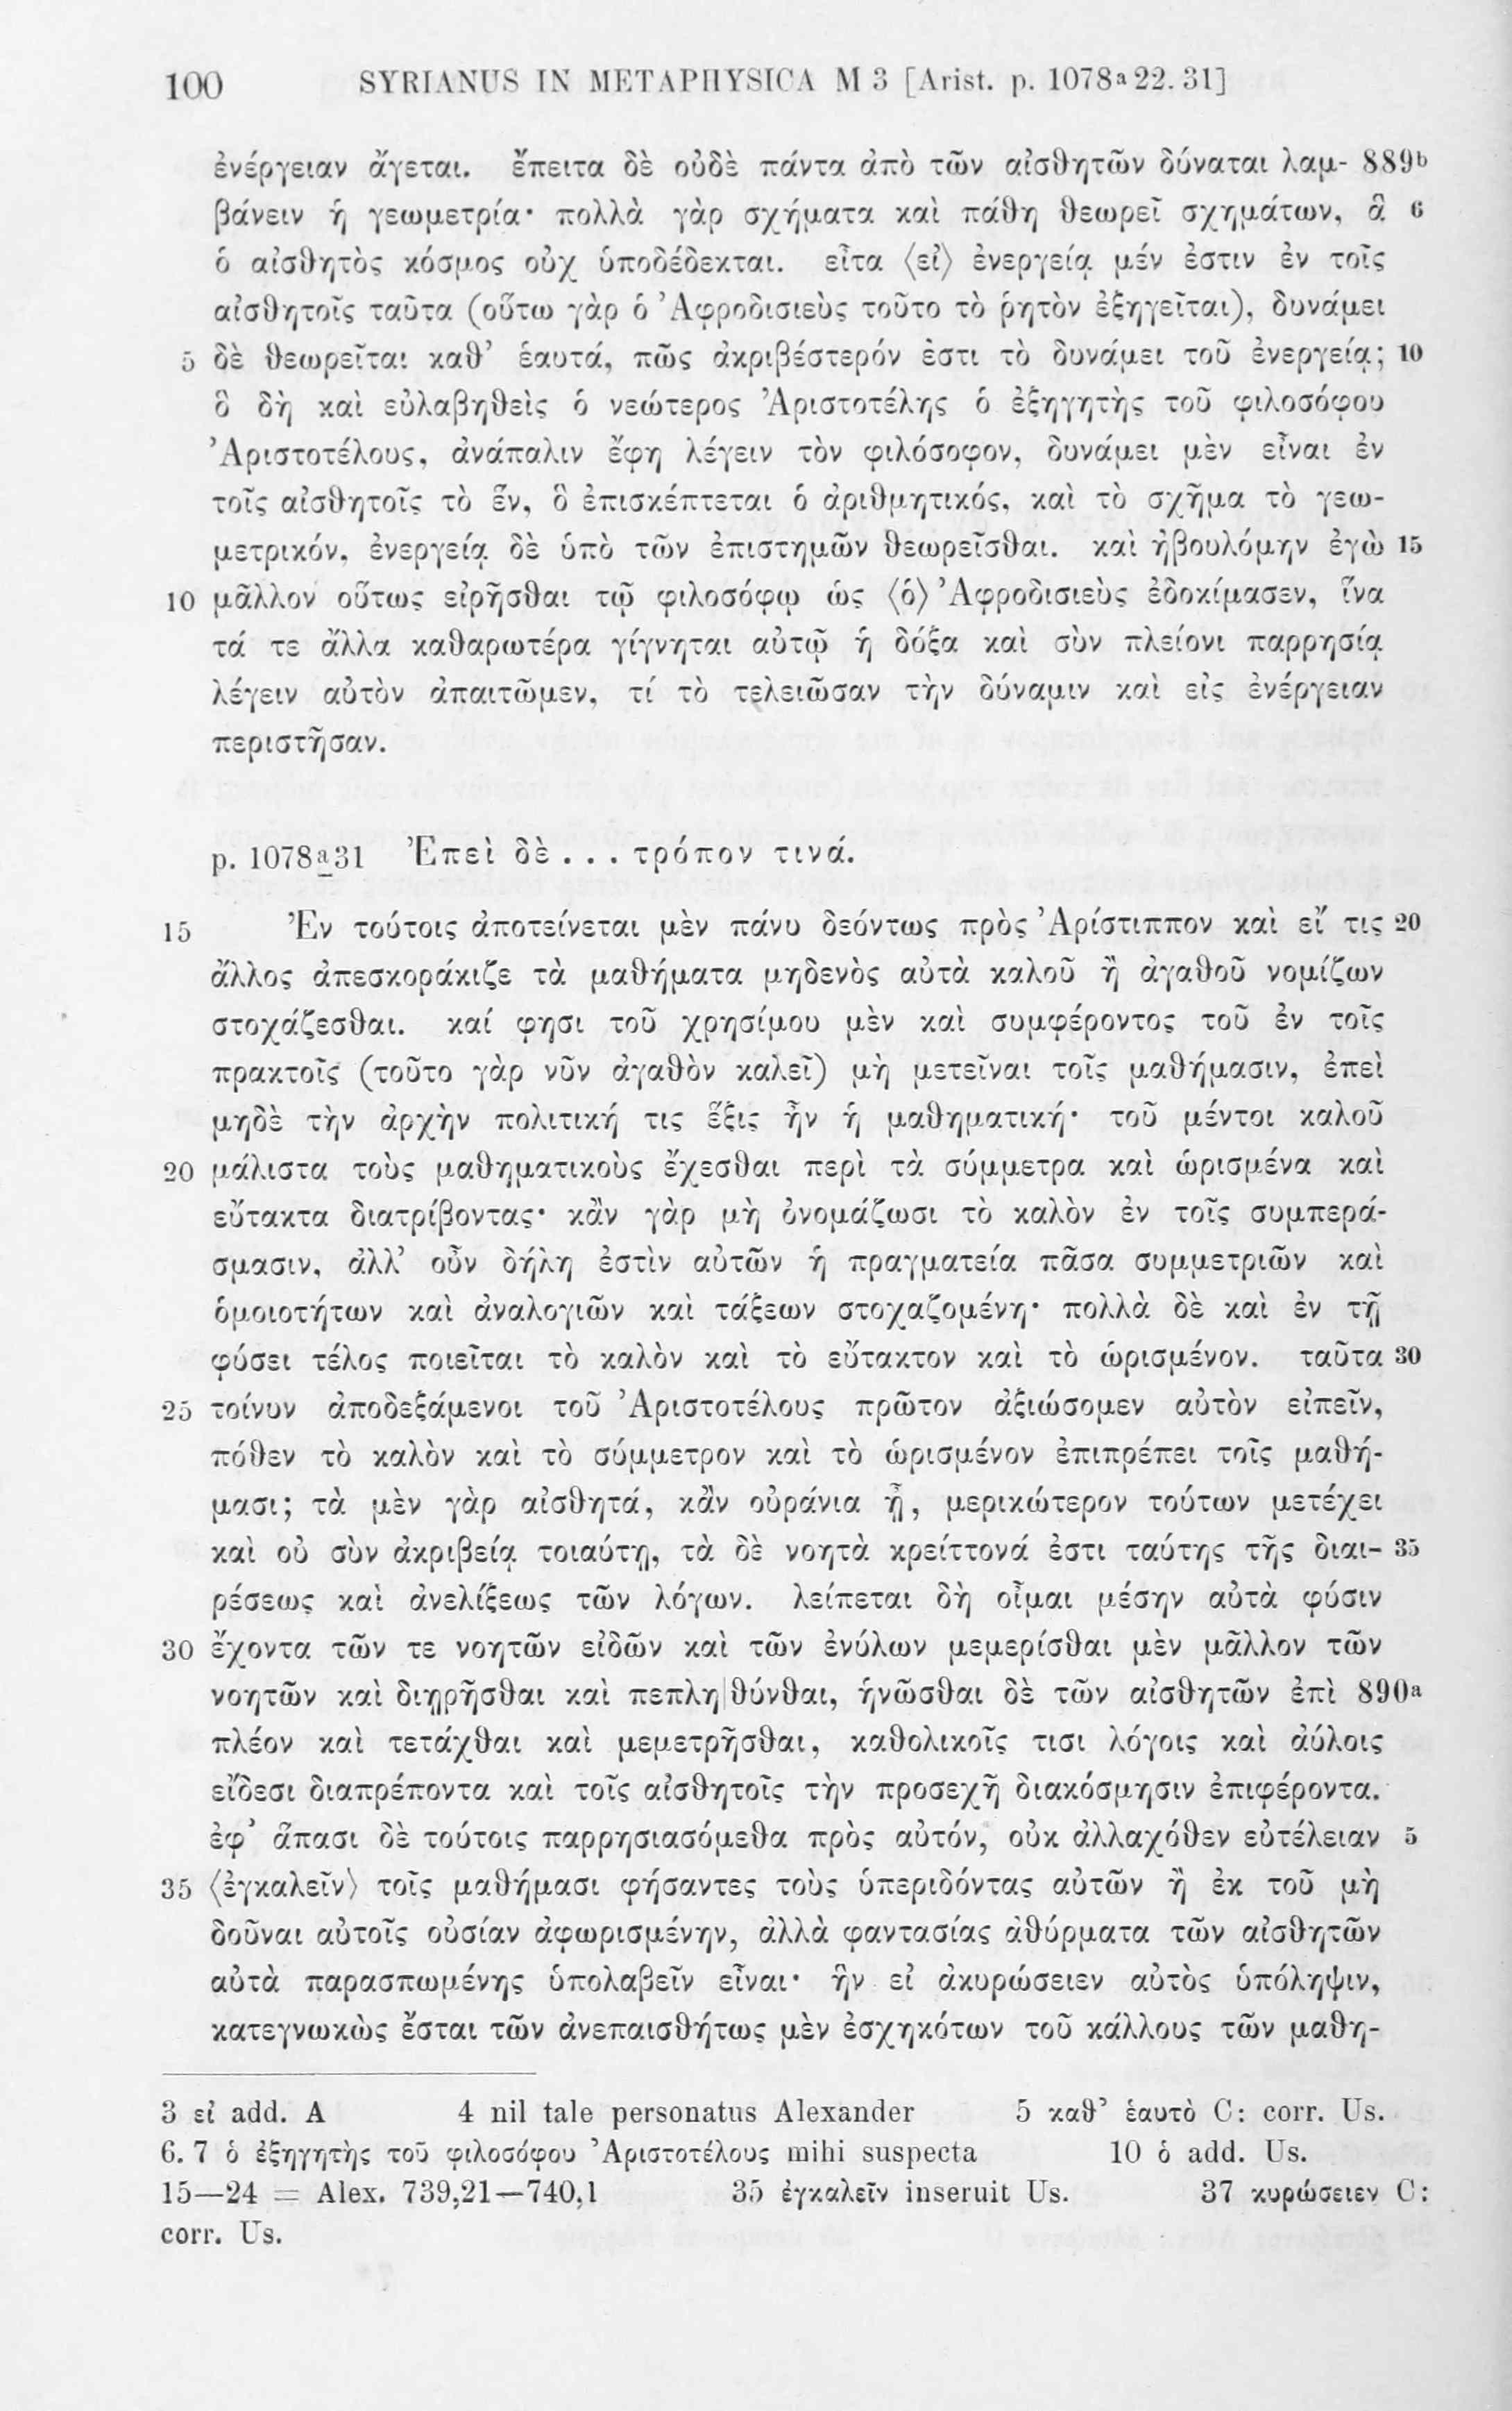 100 SYRIANUS IN METAPHYSICA M 3 [Arist. p. 1078ª22. 31]
ἐνέργειαν ἄγεται. ἔπειτα δὲ οὐδὲ πάντα ἀπὸ τῶν αἰσθητῶν δύναται λαμ- 889ᵇ
βάνειν ἡ γεωμετρία· πολλὰ γὰρ σχήματα καὶ πάθη θεωρεῖ σχημάτων, ἃ 6
ὁ αἰσθητὸς κόσμος οὐχ ὑποδέδεκται. εἶτα ⟨εἰ⟩ ἐνεργείᾳ μέν ἐστιν ἐν τοῖς
αἰσθητοῖς ταῦτα (οὕτω γὰρ ὁ Ἀφροδισιεὺς τοῦτο τὸ ῥητὸν ἐξηγεῖται), δυνάμει
5 δὲ θεωρεῖται καθ’ ἑαυτά, πῶς ἀκριβέστερόν ἐστι τὸ δυνάμει τοῦ ἐνεργείᾳ; 10
ὃ δὴ καὶ εὐλαβηθεὶς ὁ νεώτερος Ἀριστοτέλης ὁ ἐξηγητὴς τοῦ φιλοσόφου
Ἀριστοτέλους, ἀνάπαλιν ἔφη λέγειν τὸν φιλόσοφον, δυνάμει μὲν εἶναι ἐν
τοῖς αἰσθητοῖς τὸ ἕν, ὃ ἐπισκέπτεται ὁ ἀριθμητικός, καὶ τὸ σχῆμα τὸ γεω-
μετρικόν, ἐνεργείᾳ δὲ ὑπὸ τῶν ἐπιστημῶν θεωρεῖσθαι. καὶ ἠβουλόμην ἐγὼ 15
10 μᾶλλον οὕτως εἰρῆσθαι τῷ φιλοσόφῳ ὡς ⟨ὁ⟩ Ἀφροδισιεὺς ἐδοκίμασεν, ἵνα
τά τε ἄλλα καθαρωτέρα γίγνηται αὐτῷ ἡ δόξα καὶ σὺν πλείονι παρρησίᾳ
λέγειν αὐτὸν ἀπαιτῶμεν, τί τὸ τελειῶσαν τὴν δύναμιν καὶ εἰς ἐνέργειαν
περιστῆσαν.
p. 1078ª31 Ἐπεὶ δὲ . . . τρόπον τινά.
15 Ἐν τούτοις ἀποτείνεται μὲν πάνυ δεόντως πρὸς Ἀρίστιππον καὶ εἴ τις 20
ἄλλος ἀπεσκοράκιζε τὰ μαθήματα μηδενὸς αὐτὰ καλοῦ ἢ ἀγαθοῦ νομίζων
στοχάζεσθαι. καί φησι τοῦ χρησίμου μὲν καὶ συμφέροντος τοῦ ἐν τοῖς
πρακτοῖς (τοῦτο γὰρ νῦν ἀγαθὸν καλεῖ) μὴ μετεῖναι τοῖς μαθήμασιν, ἐπεὶ
μηδὲ τὴν ἀρχὴν πολιτική τις ἕξις ἦν ἡ μαθηματική· τοῦ μέντοι καλοῦ
20 μάλιστα τοὺς μαθηματικοὺς ἔχεσθαι περὶ τὰ σύμμετρα καὶ ὡρισμένα καὶ
εὔτακτα διατρίβοντας· κἂν γὰρ μὴ ὀνομάζωσι τὸ καλὸν ἐν τοῖς συμπερά-
σμασιν, ἀλλ’ οὖν δήλη ἐστὶν αὐτῶν ἡ πραγματεία πᾶσα συμμετριῶν καὶ
ὁμοιοτήτων καὶ ἀναλογιῶν καὶ τάξεων στοχαζομένη· πολλὰ δὲ καὶ ἐν τῇ
φύσει τέλος ποιεῖται τὸ καλὸν καὶ τὸ εὔτακτον καὶ τὸ ὡρισμένον. ταῦτα 30
25 τοίνυν ἀποδεξάμενοι τοῦ Ἀριστοτέλους πρῶτον ἀξιώσομεν αὐτὸν εἰπεῖν,
πόθεν τὸ καλὸν καὶ τὸ σύμμετρον καὶ τὸ ὡρισμένον ἐπιπρέπει τοῖς μαθή-
μασι; τὰ μὲν γὰρ αἰσθητά, κἂν οὐράνια ᾖ, μερικώτερον τούτων μετέχει
καὶ οὐ σὺν ἀκριβείᾳ τοιαύτῃ, τὰ δὲ νοητὰ κρείττονά ἐστι ταύτης τῆς διαι- 35
ρέσεως καὶ ἀνελίξεως τῶν λόγων. λείπεται δὴ οἶμαι μέσην αὐτὰ φύσιν
30 ἔχοντα τῶν τε νοητῶν εἰδῶν καὶ τῶν ἐνύλων μεμερίσθαι μὲν μᾶλλον τῶν
νοητῶν καὶ διῃρῆσθαι καὶ πεπλη|θύνθαι, ἡνῶσθαι δὲ τῶν αἰσθητῶν ἐπὶ 890ª
πλέον καὶ τετάχθαι καὶ μεμετρῆσθαι, καθολικοῖς τισι λόγοις καὶ ἀύλοις
εἴδεσι διαπρέποντα καὶ τοῖς αἰσθητοῖς τὴν προσεχῆ διακόσμησιν ἐπιφέροντα.
ἐφ’ ἅπασι δὲ τούτοις παρρησιασόμεθα πρὸς αὐτόν, οὐκ ἀλλαχόθεν εὐτέλειαν 5
35 ⟨ἐγκαλεῖν⟩ τοῖς μαθήμασι φήσαντες τοὺς ὑπεριδόντας αὐτῶν ἢ ἐκ τοῦ μὴ
δοῦναι αὐτοῖς οὐσίαν ἀφωρισμένην, ἀλλὰ φαντασίας ἀθύρματα τῶν αἰσθητῶν
αὐτὰ παρασπωμένης ὑπολαβεῖν εἶναι· ἣν εἰ ἀκυρώσειεν αὐτὸς ὑπόληψιν,
κατεγνωκὼς ἔσται τῶν ἀνεπαισθήτως μὲν ἐσχηκότων τοῦ κάλλους τῶν μαθη-
3 εἰ add. A 4 nil tale personatus Alexander 5 καθ’ ἑαυτὸ C: corr. Us.
6. 7 ὁ ἐξηγητὴς τοῦ φιλοσόφου Ἀριστοτέλους mihi suspecta 10 ὁ add. Us.
15—24 = Alex. 739,21—740,1 35 ἐγκαλεῖν inseruit Us. 37 κυρώσειεν C:
corr. Us.